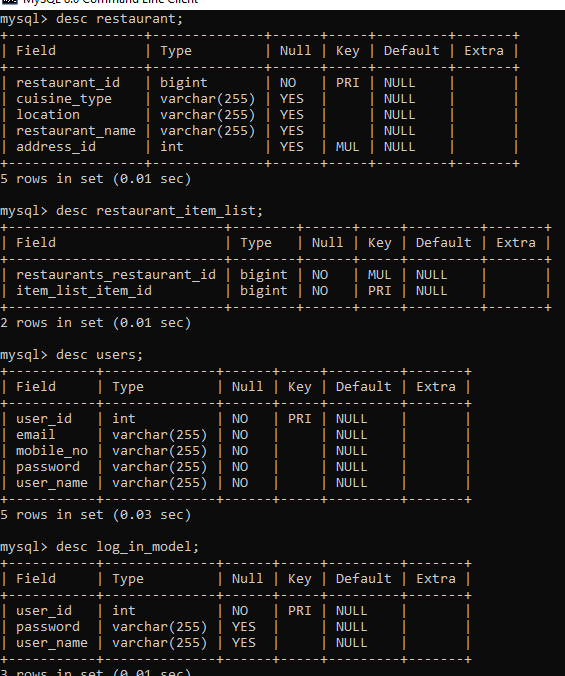 MySQL 8.0 Command Line Client
mysql> desc restaurant;
+-----------------+--------------+------+-----+---------+-------+
| Field           | Type         | Null | Key | Default | Extra |
+-----------------+--------------+------+-----+---------+-------+
| restaurant_id   | bigint       | NO   | PRI | NULL    |       |
| cuisine_type    | varchar(255) | YES  |     | NULL    |       |
| location        | varchar(255) | YES  |     | NULL    |       |
| restaurant_name | varchar(255) | YES  |     | NULL    |       |
| address_id      | int          | YES  | MUL | NULL    |       |
+-----------------+--------------+------+-----+---------+-------+
5 rows in set (0.01 sec)
mysql> desc restaurant_item_list;
+---------------------------+--------+------+-----+---------+-------+
| Field                     | Type   | Null | Key | Default | Extra |
+---------------------------+--------+------+-----+---------+-------+
| restaurants_restaurant_id | bigint | NO   | MUL | NULL    |       |
| item_list_item_id         | bigint | NO   | PRI | NULL    |       |
+---------------------------+--------+------+-----+---------+-------+
2 rows in set (0.01 sec)
mysql> desc users;
+-----------+--------------+------+-----+---------+-------+
| Field     | Type         | Null | Key | Default | Extra |
+-----------+--------------+------+-----+---------+-------+
| user_id   | int          | NO   | PRI | NULL    |       |
| email     | varchar(255) | NO   |     | NULL    |       |
| mobile_no | varchar(255) | NO   |     | NULL    |       |
| password  | varchar(255) | NO   |     | NULL    |       |
| user_name | varchar(255) | NO   |     | NULL    |       |
+-----------+--------------+------+-----+---------+-------+
5 rows in set (0.03 sec)
mysql> desc log_in_model;
+-----------+--------------+------+-----+---------+-------+
| Field     | Type         | Null | Key | Default | Extra |
+-----------+--------------+------+-----+---------+-------+
| user_id   | int          | NO   | PRI | NULL    |       |
| password  | varchar(255) | YES  |     | NULL    |       |
| user_name | varchar(255) | YES  |     | NULL    |       |
+-----------+--------------+------+-----+---------+-------+
3 rows in set (0.01 sec)